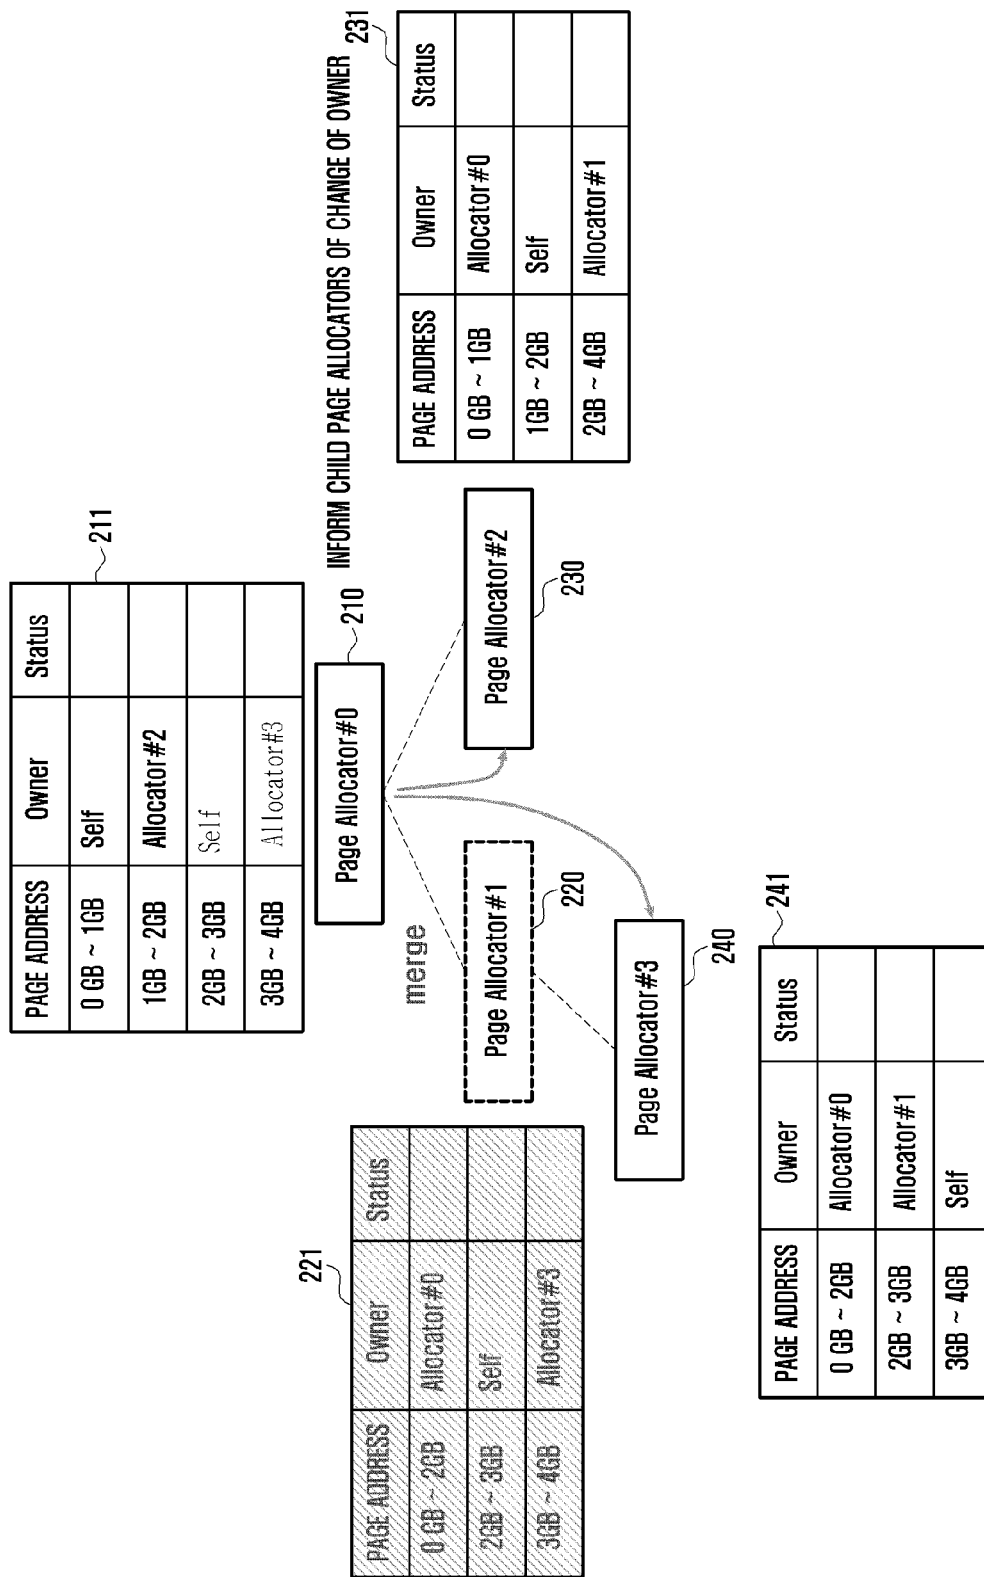 PAGE ADDRESS Owner Status
0 GB ~ 1GB Self
1GB ~ 2GB Allocator#2
2GB ~ 3GB Self
3GB ~ 4GB Allocator#3
211
Page Allocator#0
210
INFORM CHILD PAGE ALLOCATORS OF CHANGE OF OWNER
merge
221
PAGE ADDRESS Owner Status
0 GB ~ 2GB Allocator#0
2GB ~ 3GB Self
3GB ~ 4GB Allocator#3
Page Allocator#1
220
Page Allocator#2
230
231
PAGE ADDRESS Owner Status
0 GB ~ 1GB Allocator#0
1GB ~ 2GB Self
2GB ~ 4GB Allocator#1
Page Allocator#3
240
241
PAGE ADDRESS Owner Status
0 GB ~ 2GB Allocator#0
2GB ~ 3GB Allocator#1
3GB ~ 4GB Self